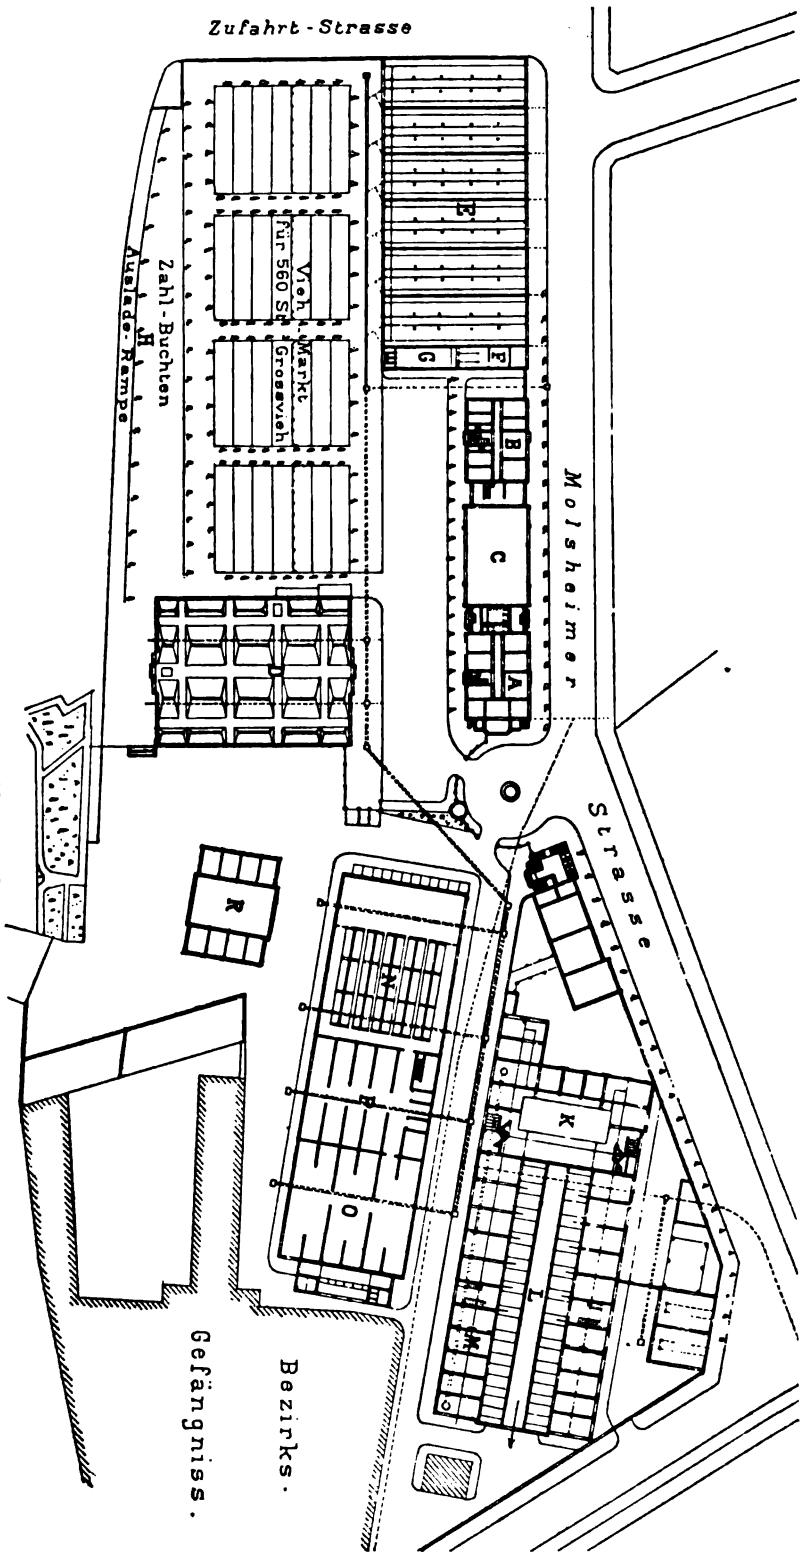 Zufahrt-Strasse
E
G
F
Vieh-Markt
für 560 St. Grossvieh
Zahl-Buchten
H
Auslade-Rampe
B
C
A
Molsheimer Strasse
R
N
P
O
K
L
M
Bezirks.
Gefängniss.